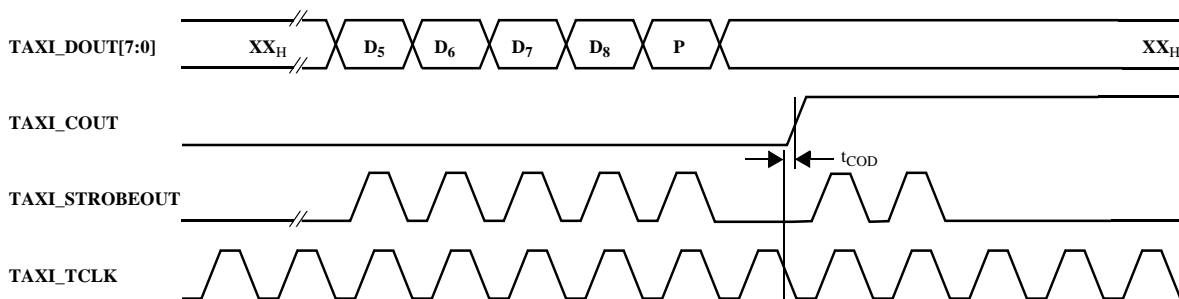 TAXI_DOUT[7:0] XXH D5 D6 D7 D8 P XXH
TAXI_COUT
tCOD
TAXI_STROBEOUT
TAXI_TCLK